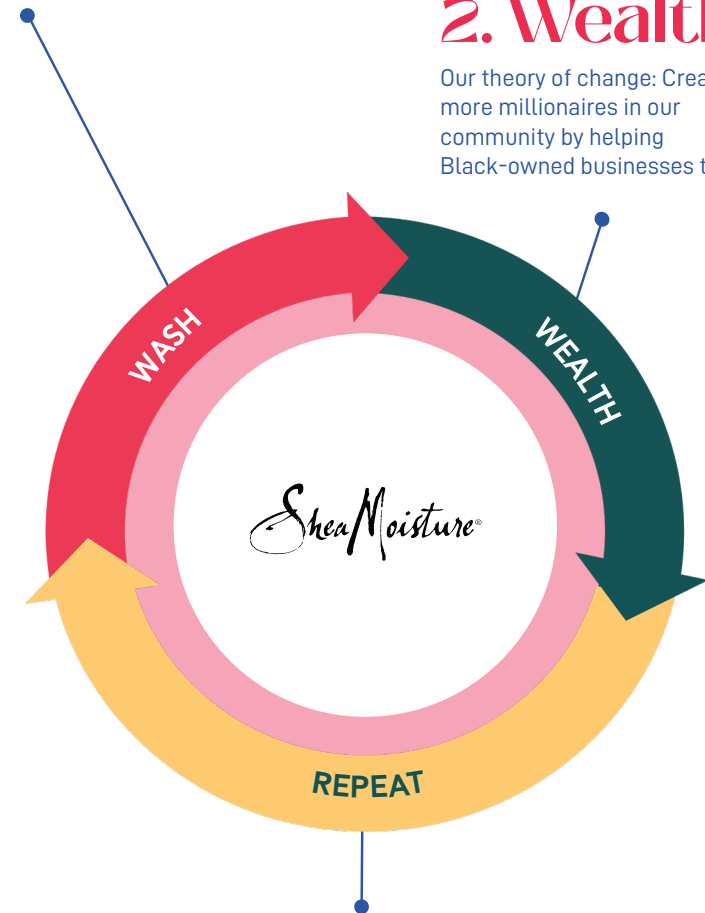 2. Wealt
Our theory of change: Crea
more millionaires in our
community by helping
Black-owned businesses t
WASH
WEALTH
SheaMoisture®
REPEAT